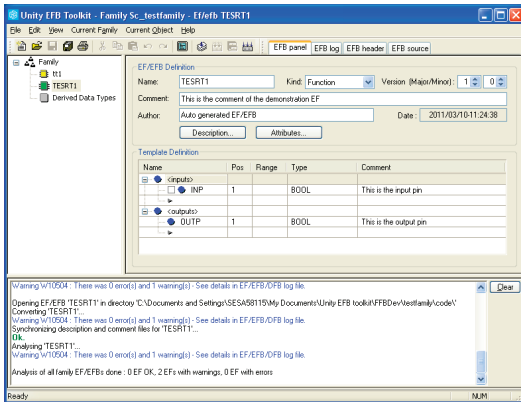 Unity EFB Toolkit - Family Sc_testfamily - Ef/efb TESRT1
File Edit View Current Family Current Object Help
EFB panel EFB log EFB header EFB source
Family
tt1
TESRT1
Derived Data Types
EF/EFB Definition
Name: TESRT1 Kind: Function Version (Major/Minor): 1 0
Comment: This is the comment of the demonstration EF
Author: Auto generated EF/EFB Date : 2011/03/10-11:24:38
Description... Attributes...
Template Definition
Name Pos Range Type Comment
<inputs>
INP 1 BOOL This is the input pin
<outputs>
OUTP 1 BOOL This is the output pin
Warning W10504 : There was 0 error(s) and 1 warning(s) - See details in EF/EFB/DFB log file.
Clear
Opening EF/EFB 'TESRT1' in directory 'C:\Documents and Settings\SESA58115\My Documents\Unity EFB toolkit\FFBDev\testfamily\code\'
Converting 'TESRT1'...
Warning W10504 : There was 0 error(s) and 1 warning(s) - See details in EF/EFB/DFB log file.
Synchronizing description and comment files for 'TESRT1'...
Ok.
Analysing 'TESRT1'...
Warning W10504 : There was 0 error(s) and 1 warning(s) - See details in EF/EFB/DFB log file.
Analysis of all family EF/EFBs done : 0 EF OK, 2 EFs with warnings, 0 EF with errors
Ready NUM